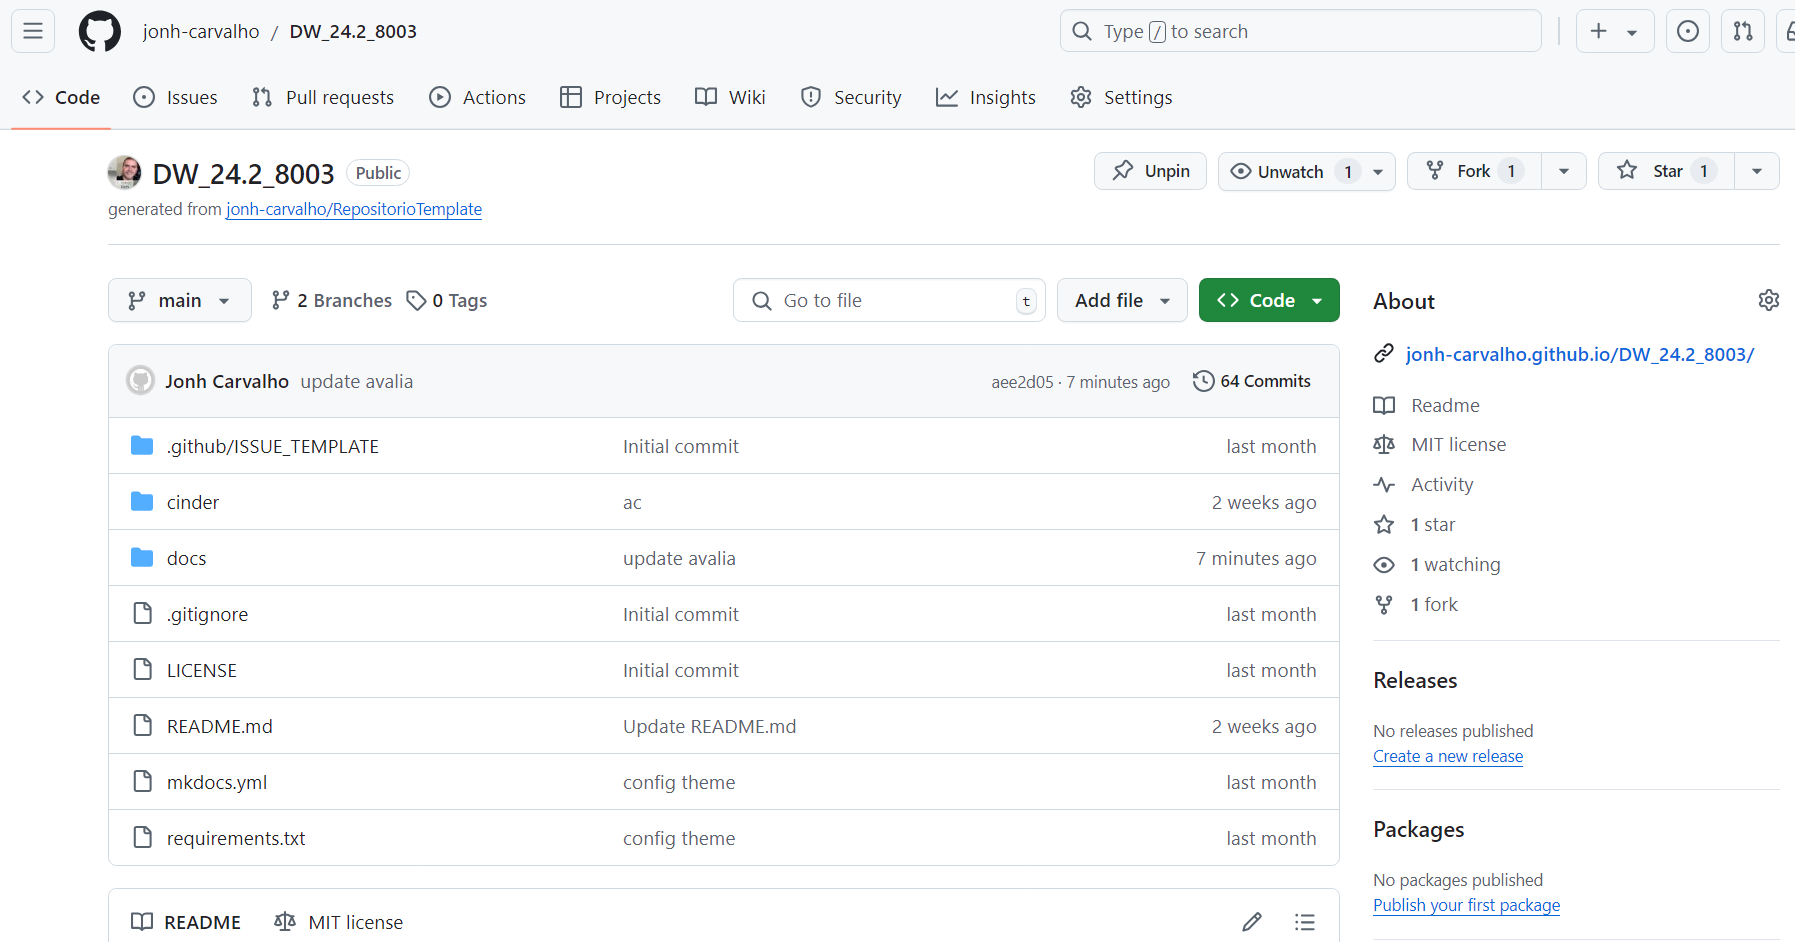 jonh-carvalho / DW_24.2_8003
Type / to search
Code Issues Pull requests Actions Projects Wiki Security Insights Settings
DW_24.2_8003 Public
Unpin Unwatch 1 Fork 1 Star 1
generated from jonh-carvalho/RepositorioTemplate
main 2 Branches 0 Tags
Go to file t Add file Code
Jonh Carvalho update avalia aee2d05 · 7 minutes ago 64 Commits
.github/ISSUE_TEMPLATE Initial commit last month
cinder ac 2 weeks ago
docs update avalia 7 minutes ago
.gitignore Initial commit last month
LICENSE Initial commit last month
README.md Update README.md 2 weeks ago
mkdocs.yml config theme last month
requirements.txt config theme last month
README MIT license
About
jonh-carvalho.github.io/DW_24.2_8003/
Readme
MIT license
Activity
1 star
1 watching
1 fork
Releases
No releases published
Create a new release
Packages
No packages published
Publish your first package